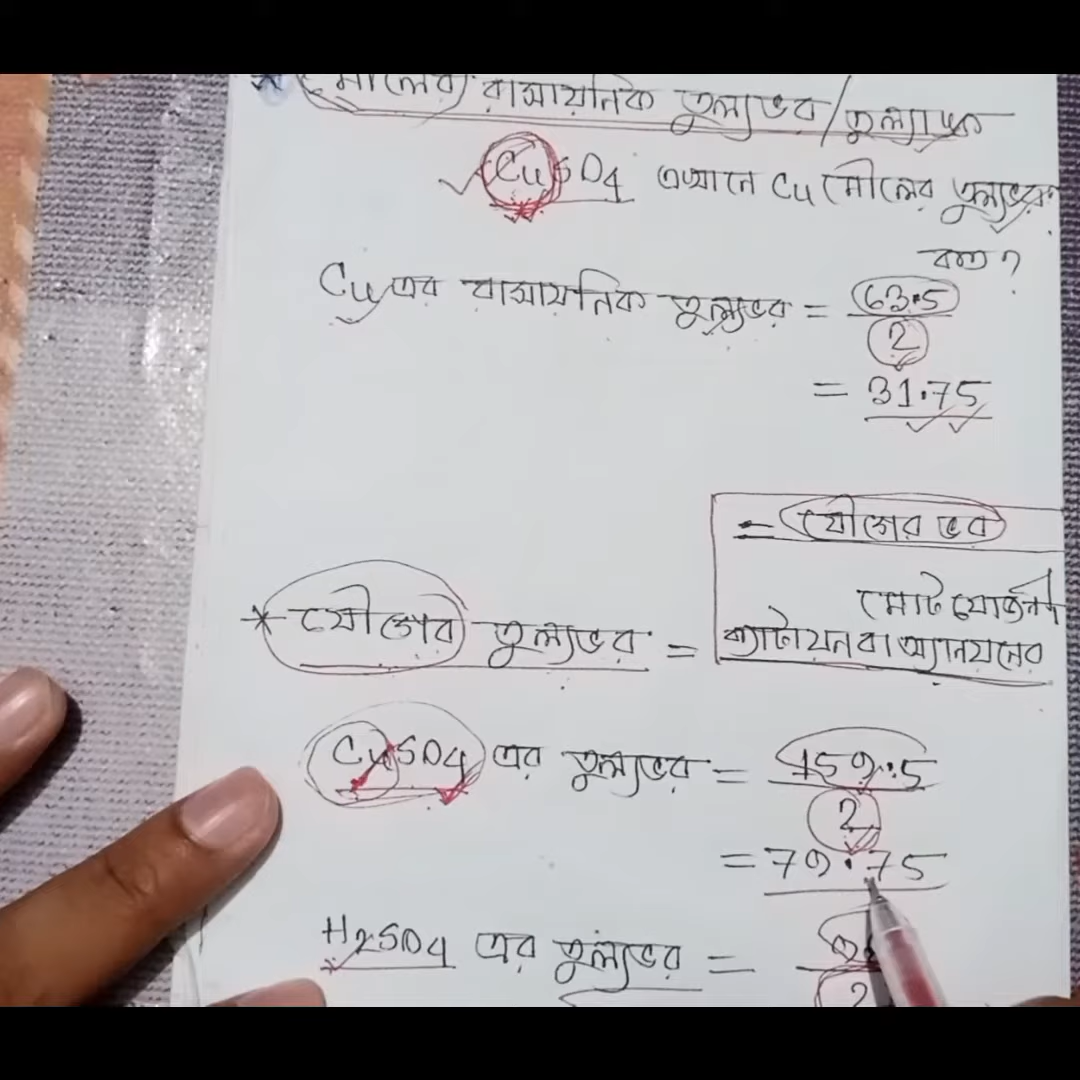 * মৌলের রাসায়নিক তুল্যভর/তুল্যাঙ্ক
CuSO4 এখানে Cu মৌলের তুল্যভর
কত ?
Cu এর রাসায়নিক তুল্যভর = 63.5
2
= 31.75
= যৌগের ভর
মোট যোজনী
ক্যাটায়ন বা অ্যানায়নের
* যৌগের তুল্যভর =
CuSO4 এর তুল্যভর = 159.5
2
= 79.75
H2SO4 এর তুল্যভর =
2